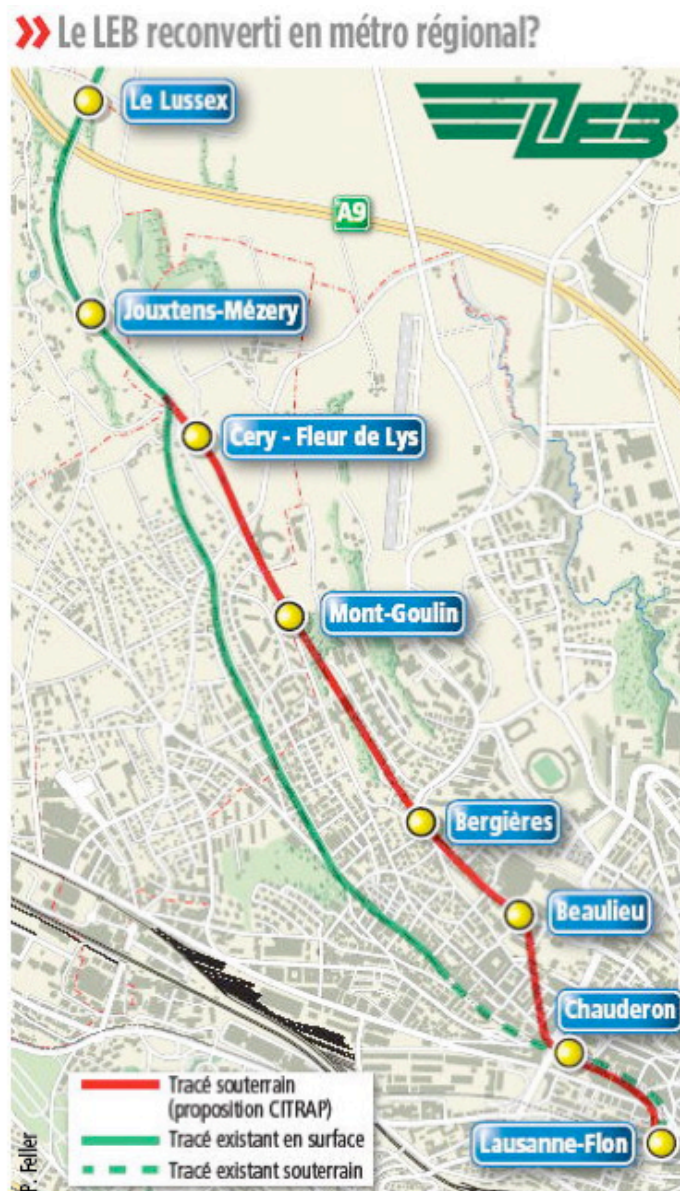 Le LEB reconverti en métro régional?
LEB
Le Lussex
A9
Jouxtens-Mézery
Cery - Fleur de Lys
Mont-Goulin
Bergières
Beaulieu
Chauderon
Lausanne-Flon
Tracé souterrain
(proposition CITRAP)
Tracé existant en surface
Tracé existant souterrain
P. Feller